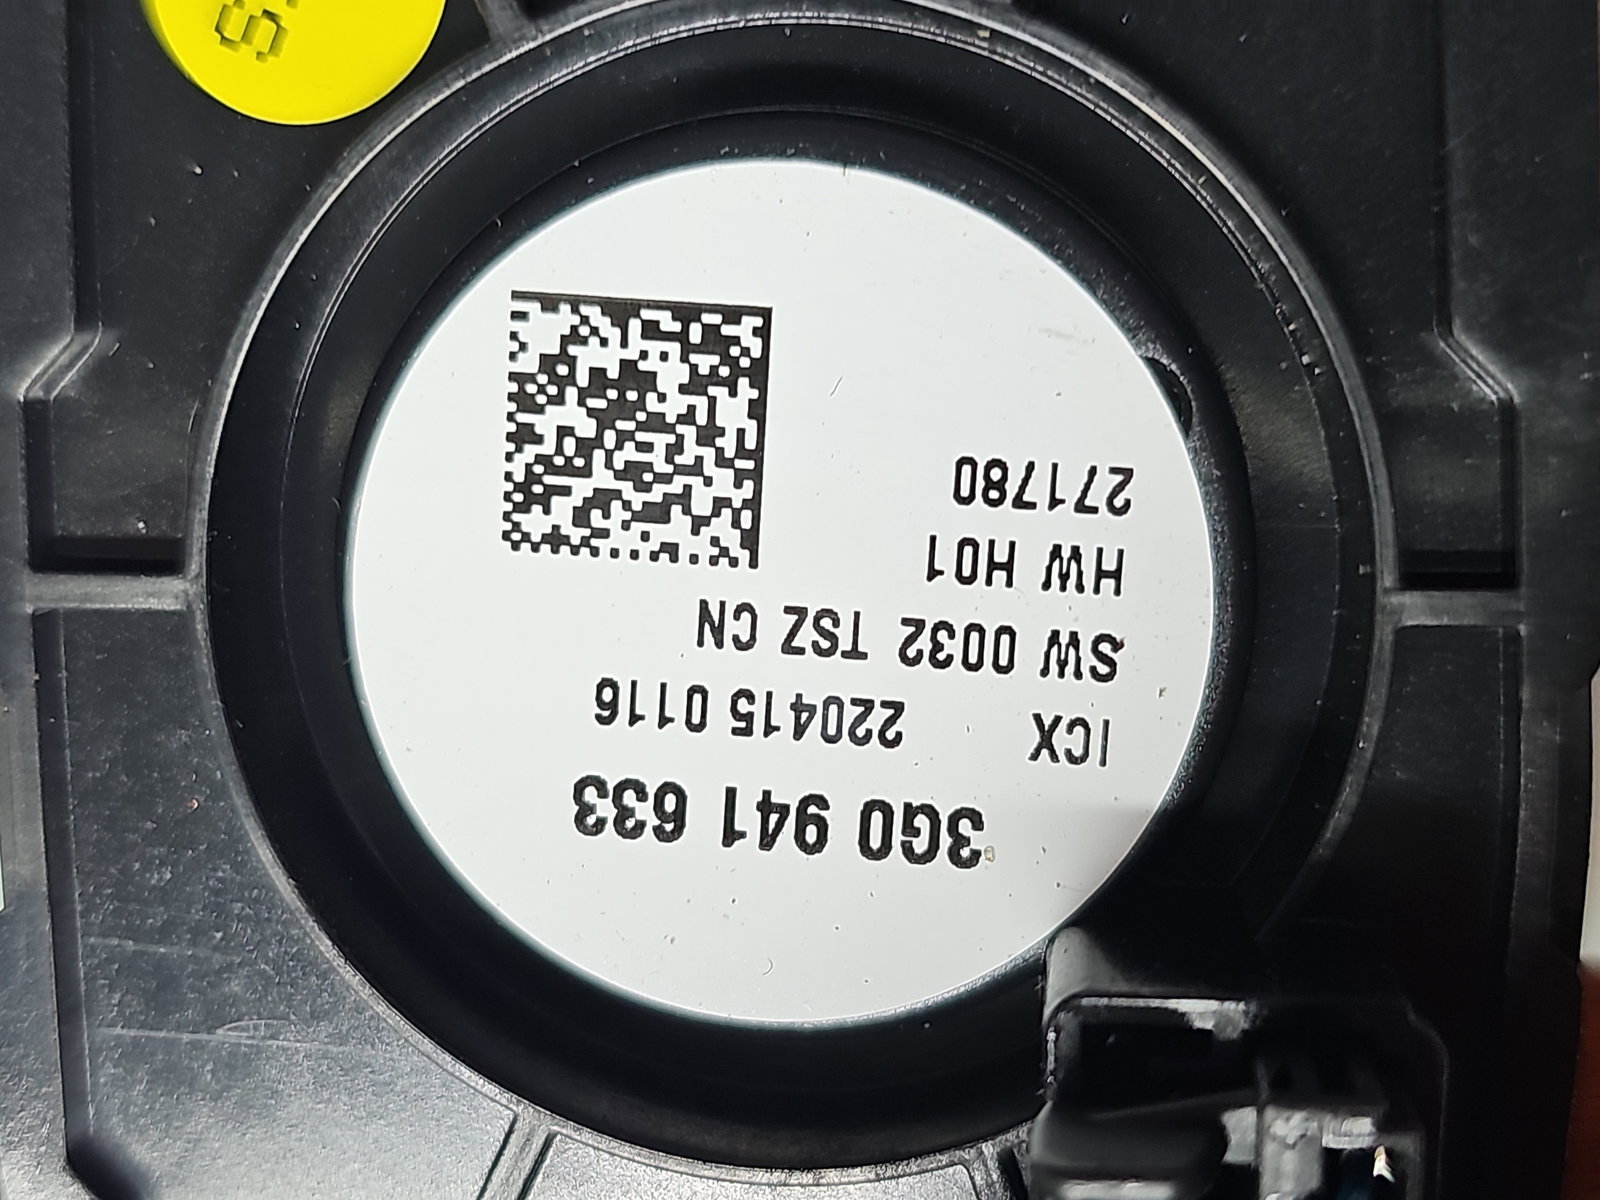 3G0 941 633
ICX 220415 0116
SW 0032 TSZ CN
HW H01
271780